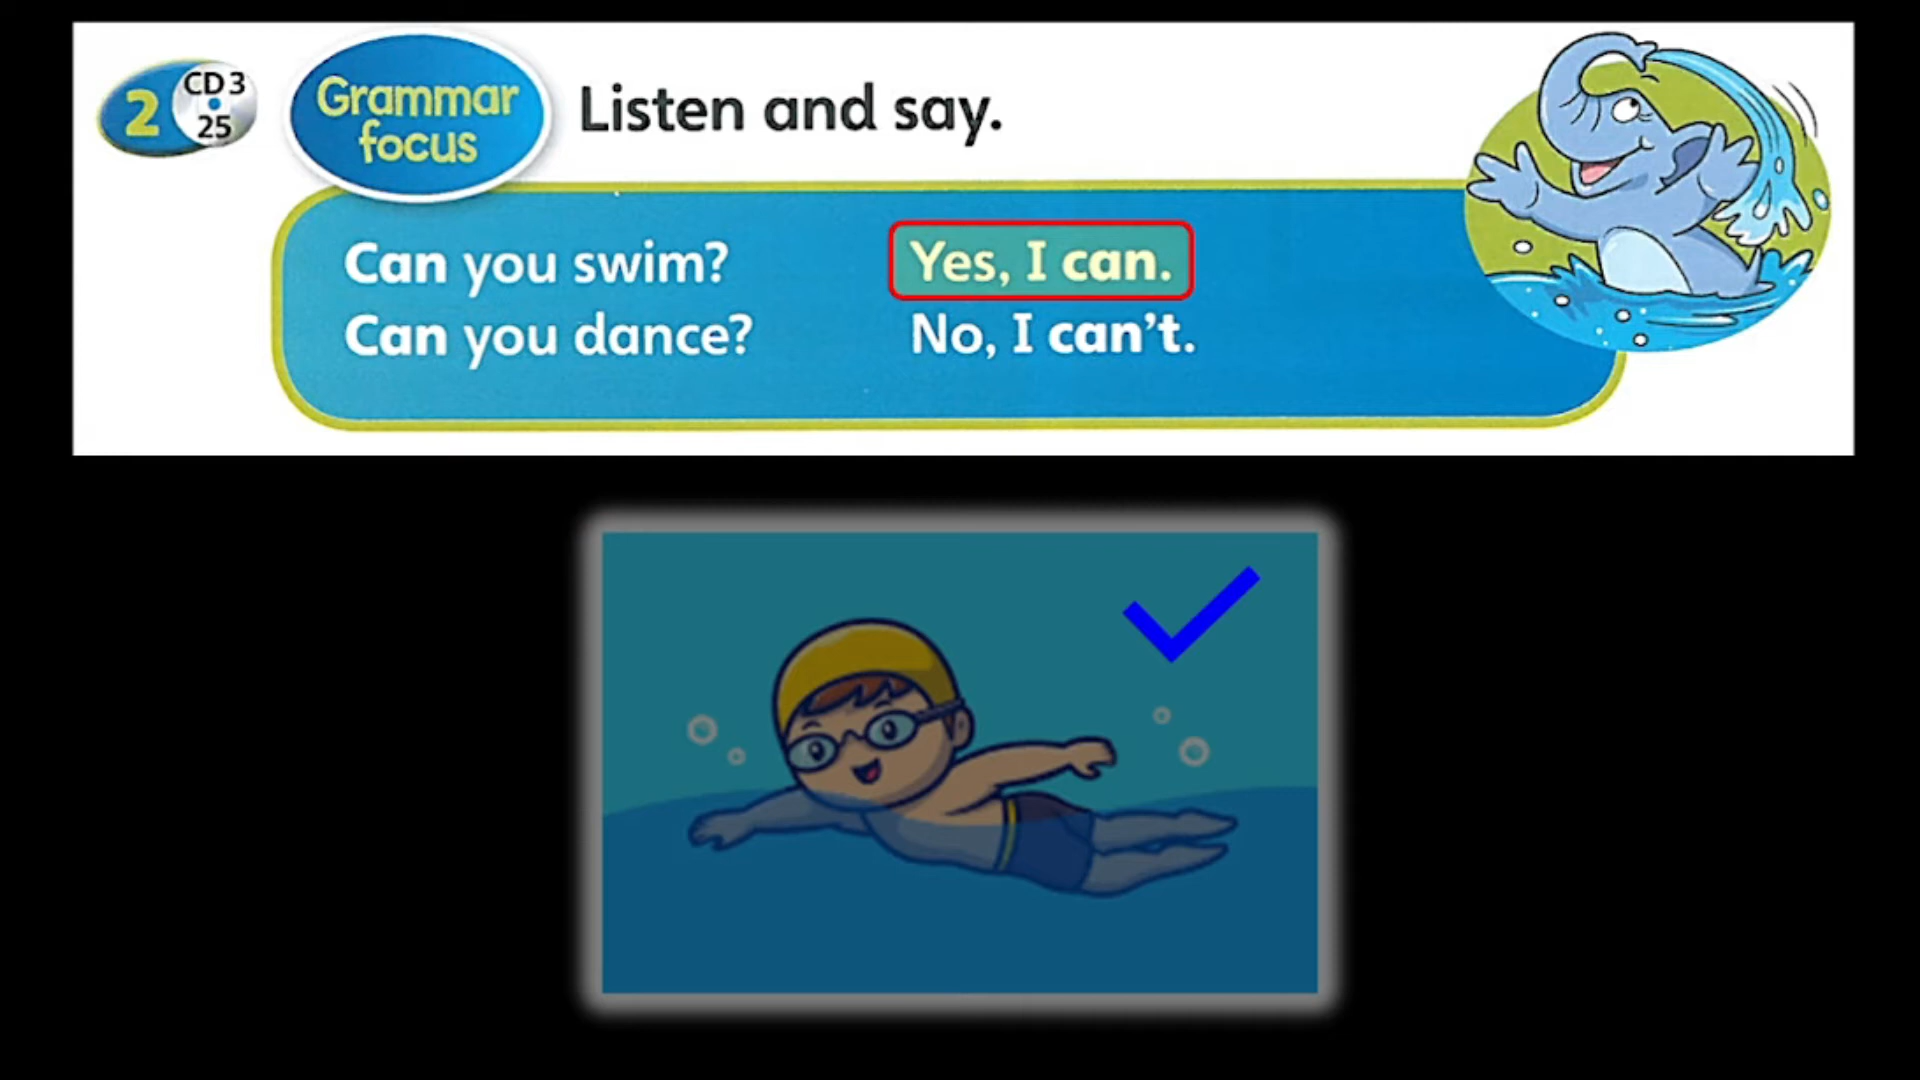 2
CD 3
25
Grammar
focus
Listen and say.
Can you swim? Yes, I can.
Can you dance? No, I can't.